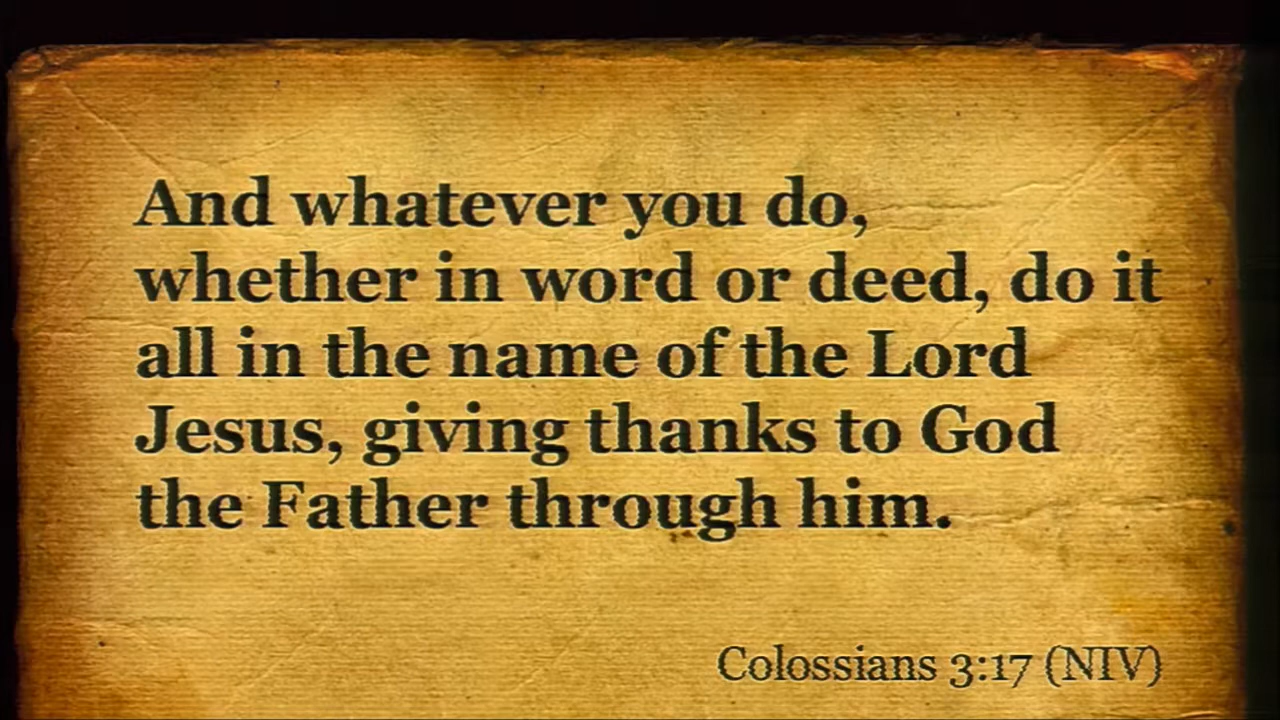 And whatever you do,
whether in word or deed, do it
all in the name of the Lord
Jesus, giving thanks to God
the Father through him.
Colossians 3:17 (NIV)